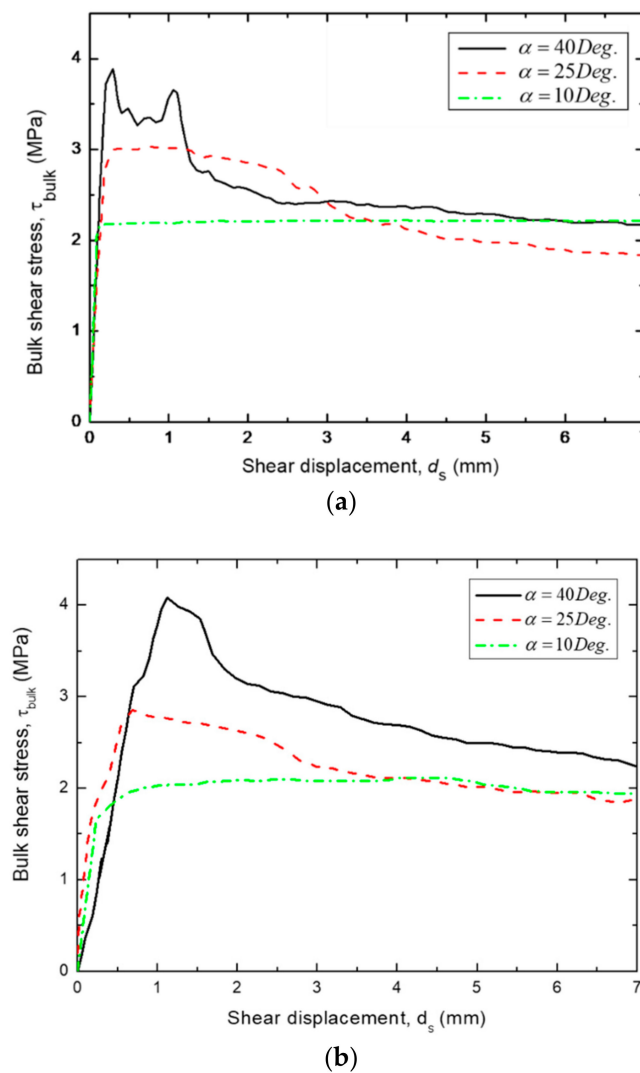 α = 40Deg.
α = 25Deg.
α = 10Deg.
4
3
2
1
0
0 1 2 3 4 5 6 7
Bulk shear stress, τbulk (MPa)
Shear displacement, ds (mm)
(a)
α = 40Deg.
α = 25Deg.
α = 10Deg.
4
3
2
1
0
0 1 2 3 4 5 6 7
Bulk shear stress, τbulk (MPa)
Shear displacement, ds (mm)
(b)